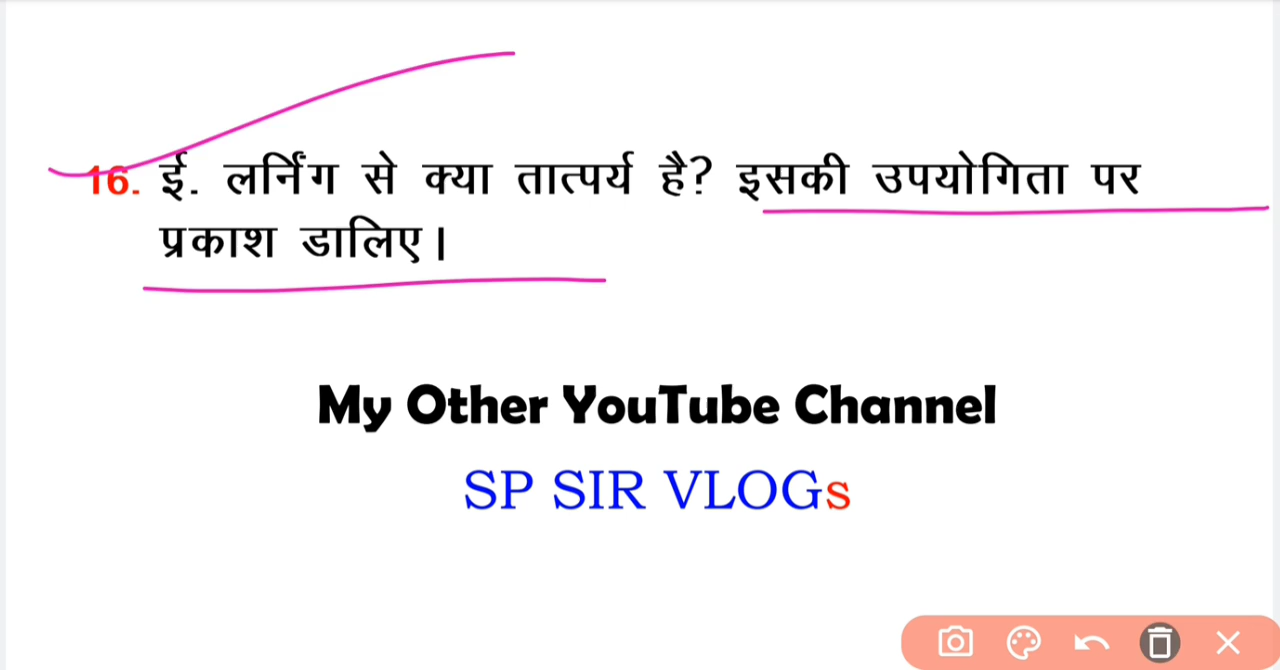 16. ई. लर्निंग से क्या तात्पर्य है? इसकी उपयोगिता पर
प्रकाश डालिए।
My Other YouTube Channel
SP SIR VLOGs